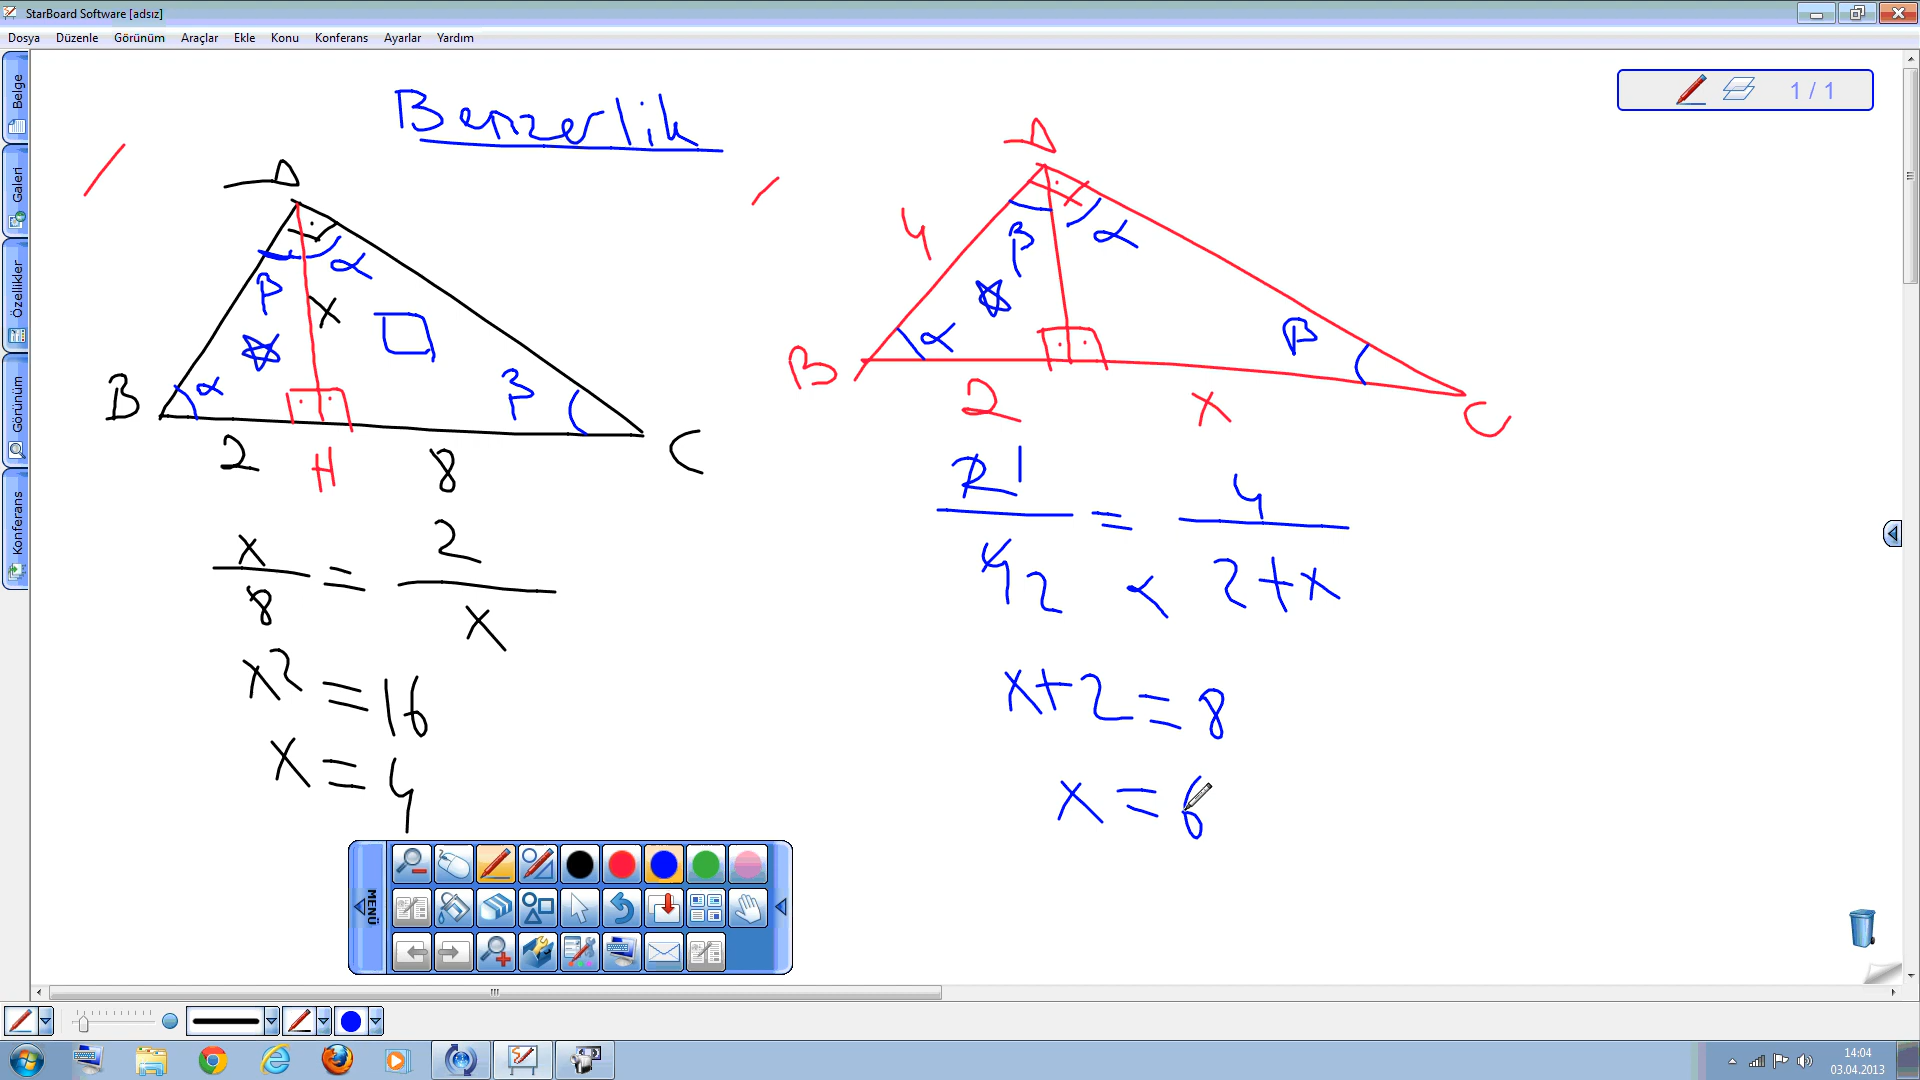 StarBoard Software [adsız]
Dosya Düzenle Görünüm Araçlar Ekle Konu Konferans Ayarlar Yardım
Belge
Galeri
Özellikler
Görünüm
Konferans
1 / 1
Benzerlik
A
β α
x
α β
B 2 H 8 C
x/8 = 2/x
x² = 16
x = 4
A
4
β α
α β
B 2 x C
2 1/4 2 = 4/2+x
x+2 = 8
x = 6
MENÜ
14:04
03.04.2013